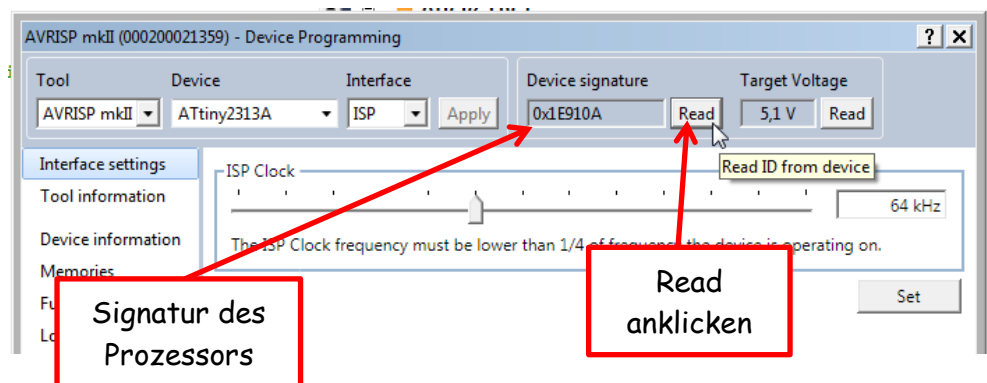 AVRISP mkII (000200021359) - Device Programming
Tool Device Interface Device signature Target Voltage
AVRISP mkII ATtiny2313A ISP Apply 0x1E910A Read 5,1 V Read
Read ID from device
Interface settings
Tool information
Device information
Memories
Fu
Lo
ISP Clock
64 kHz
The ISP Clock frequency must be lower than 1/4 of frequency the device is operating on.
Set
Signatur des
Prozessors
Read
anklicken